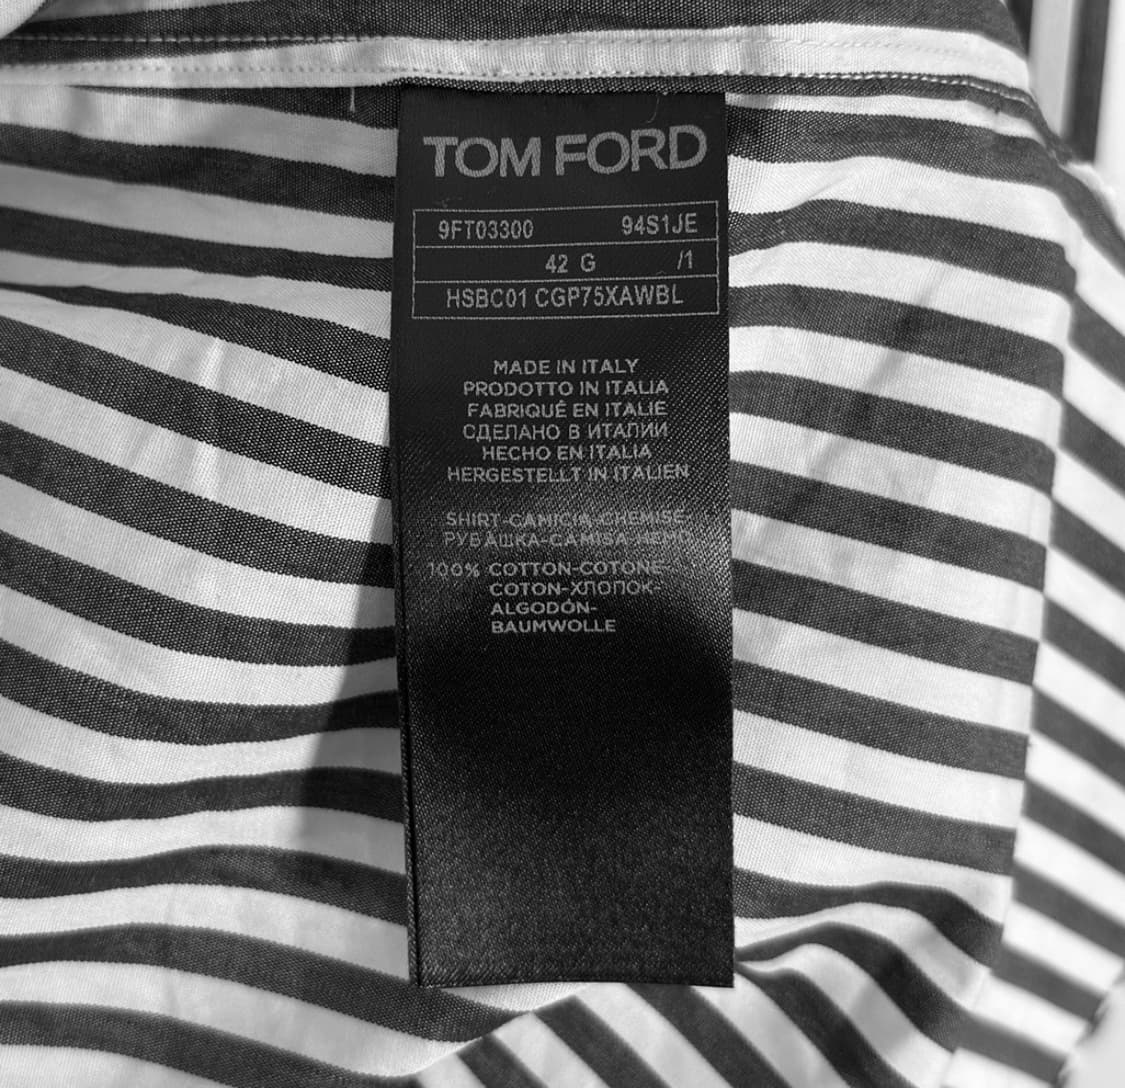 TOM FORD
9FT03300 94S1JE
42 G /1
HSBC01 CGP75XAWBL
MADE IN ITALY
PRODOTTO IN ITALIA
FABRIQUÉ EN ITALIE
СДЕЛАНО В ИТАЛИИ
HECHO EN ITALIA
HERGESTELLT IN ITALIEN
SHIRT-CAMICIA-CHEMISE
РУБАШКА-CAMISA-HEMD
100% COTTON-COTONE-
COTON-ХЛОПОК-
ALGODÓN-
BAUMWOLLE